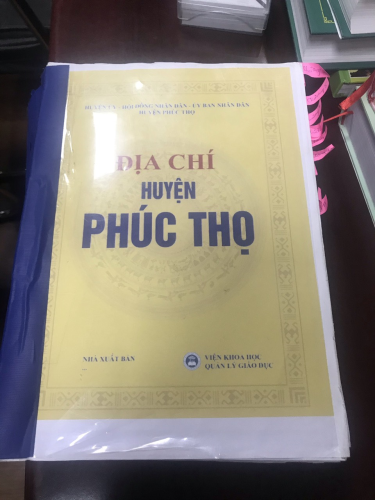 HUYỆN ỦY - HỘI ĐỒNG NHÂN DÂN - ỦY BAN NHÂN DÂN
HUYỆN PHÚC THỌ
ĐỊA CHÍ
HUYỆN
PHÚC THỌ
NHÀ XUẤT BẢN
VIỆN KHOA HỌC
QUẢN LÝ GIÁO DỤC